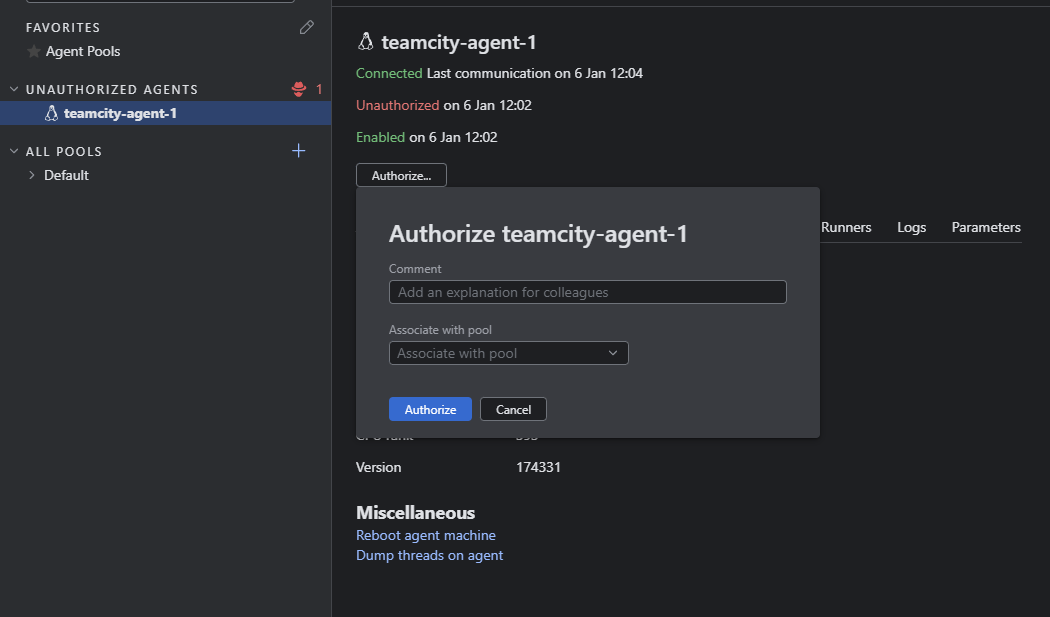 FAVORITES
Agent Pools
UNAUTHORIZED AGENTS 1
teamcity-agent-1
ALL POOLS
Default
teamcity-agent-1
Connected Last communication on 6 Jan 12:04
Unauthorized on 6 Jan 12:02
Enabled on 6 Jan 12:02
Authorize...
Runners Logs Parameters
Authorize teamcity-agent-1
Comment
Add an explanation for colleagues
Associate with pool
Associate with pool
Authorize Cancel
Version 174331
Miscellaneous
Reboot agent machine
Dump threads on agent